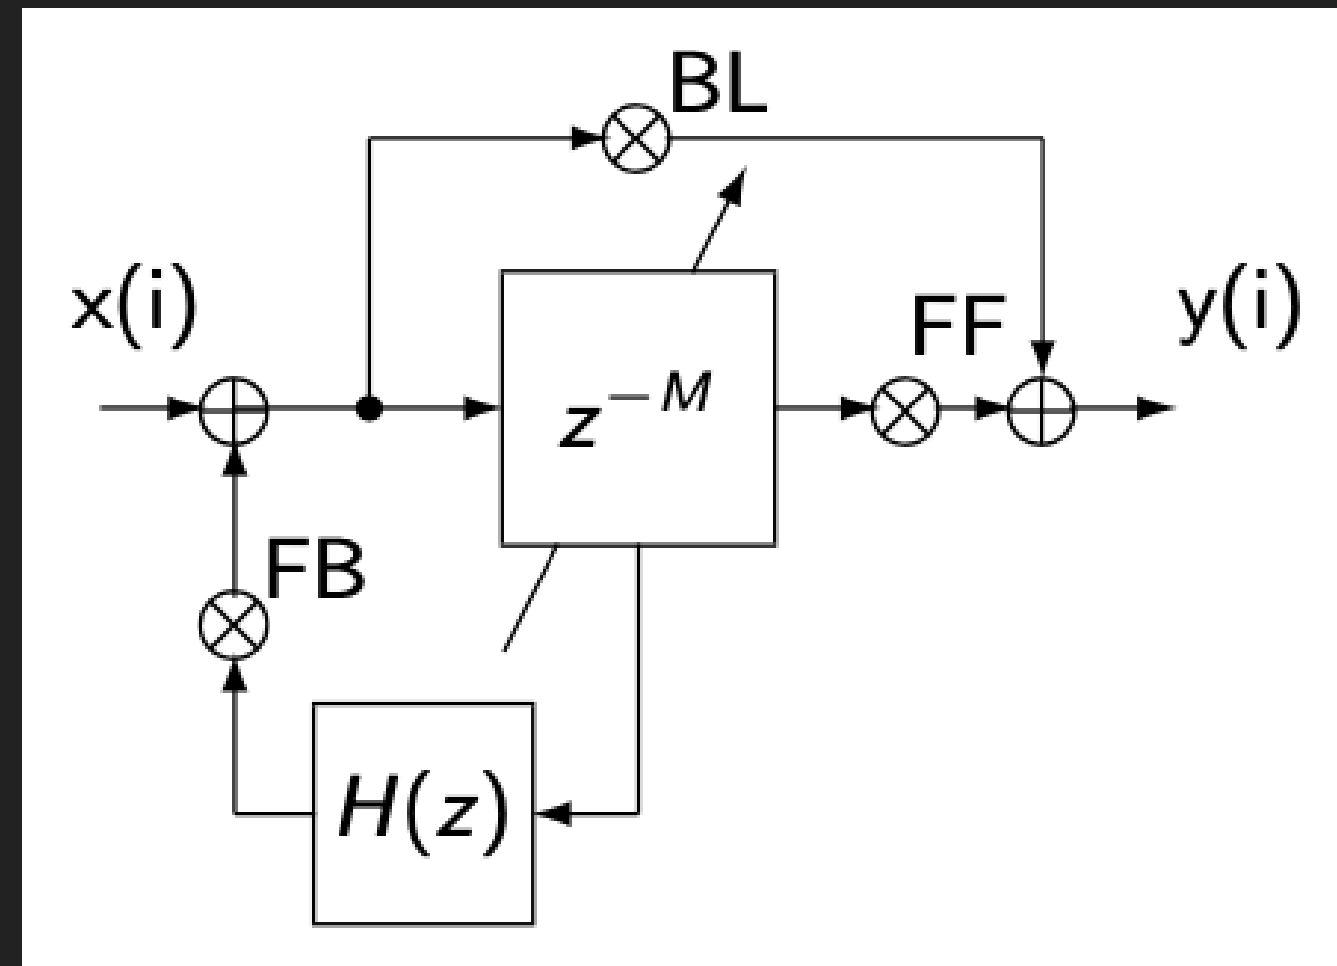 BL
x(i)
FF
y(i)
z^{-M}
FB
H(z)